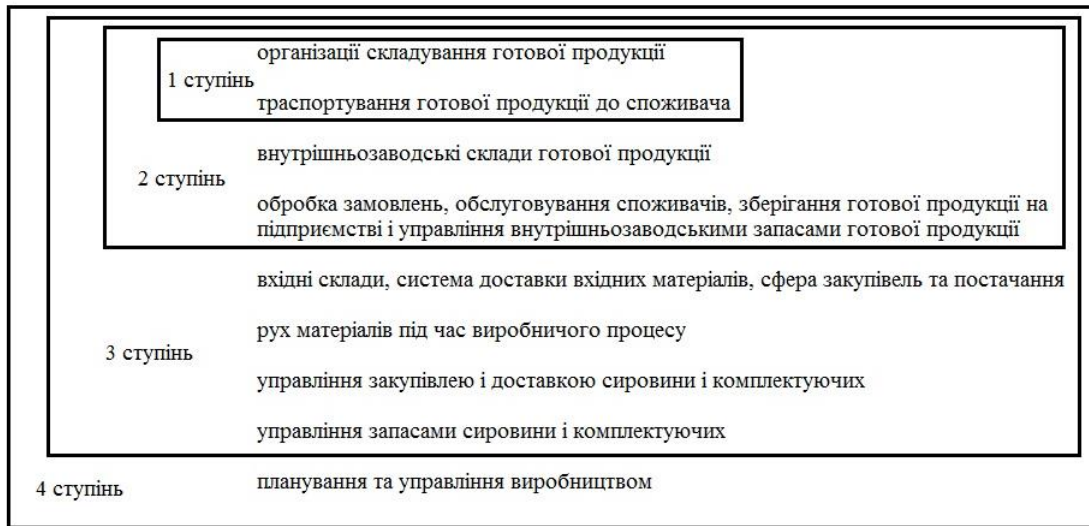 організації складування готової продукції
1 ступінь
траспортування готової продукції до споживача
внутрішньозаводські склади готової продукції
2 ступінь
обробка замовлень, обслуговування споживачів, зберігання готової продукції на
підприємстві і управління внутрішньозаводськими запасами готової продукції
вхідні склади, система доставки вхідних матеріалів, сфера закупівель та постачання
рух матеріалів під час виробничого процесу
3 ступінь
управління закупівлею і доставкою сировини і комплектуючих
управління запасами сировини і комплектуючих
4 ступінь
планування та управління виробництвом